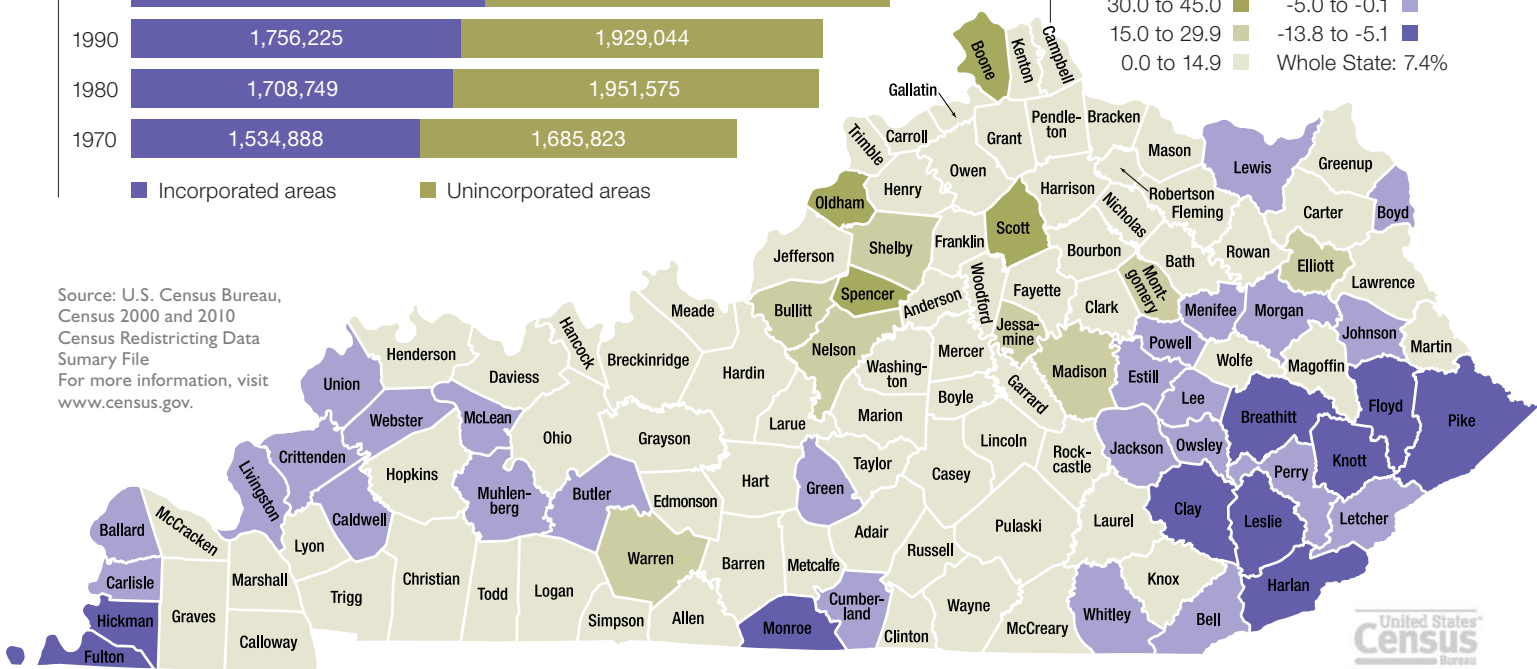 1990 1,756,225 1,929,044
1980 1,708,749 1,951,575
1970 1,534,888 1,685,823
Incorporated areas Unincorporated areas
30.0 to 45.0 -5.0 to -0.1
15.0 to 29.9 -13.8 to -5.1
0.0 to 14.9 Whole State: 7.4%
Source: U.S. Census Bureau,
Census 2000 and 2010
Census Redistricting Data
Sumary File
For more information, visit
www.census.gov.
Boone
Kenton
Campbell
Gallatin
Trimble
Carroll
Grant
Pendle-
ton
Bracken
Mason
Lewis
Greenup
Owen
Henry
Oldham
Harrison
Robertson
Nicholas
Fleming
Carter
Boyd
Scott
Franklin
Shelby
Jefferson
Bourbon
Bath
Rowan
Elliott
Lawrence
Spencer
Anderson
Woodford
Fayette
Clark
Mont-
gomery
Menifee
Morgan
Johnson
Martin
Meade
Bullitt
Nelson
Jessa-
mine
Madison
Powell
Estill
Wolfe
Magoffin
Henderson
Hancock
Breckinridge
Hardin
Washing-
ton
Mercer
Garrard
Lee
Floyd
Pike
Union
Daviess
Webster
McLean
Boyle
Breathitt
Ohio
Grayson
Larue
Marion
Lincoln
Rock-
castle
Jackson
Owsley
Perry
Knott
Crittenden
Livingston
Hopkins
Muhlen-
berg
Butler
Edmonson
Hart
Green
Taylor
Casey
Letcher
Ballard
McCracken
Lyon
Caldwell
Warren
Barren
Metcalfe
Adair
Russell
Pulaski
Laurel
Clay
Leslie
Carlisle
Marshall
Trigg
Christian
Todd
Logan
Simpson
Allen
Monroe
Cumber-
land
Clinton
Wayne
McCreary
Whitley
Knox
Bell
Harlan
Hickman
Graves
Calloway
Fulton
United States™
Census
Bureau